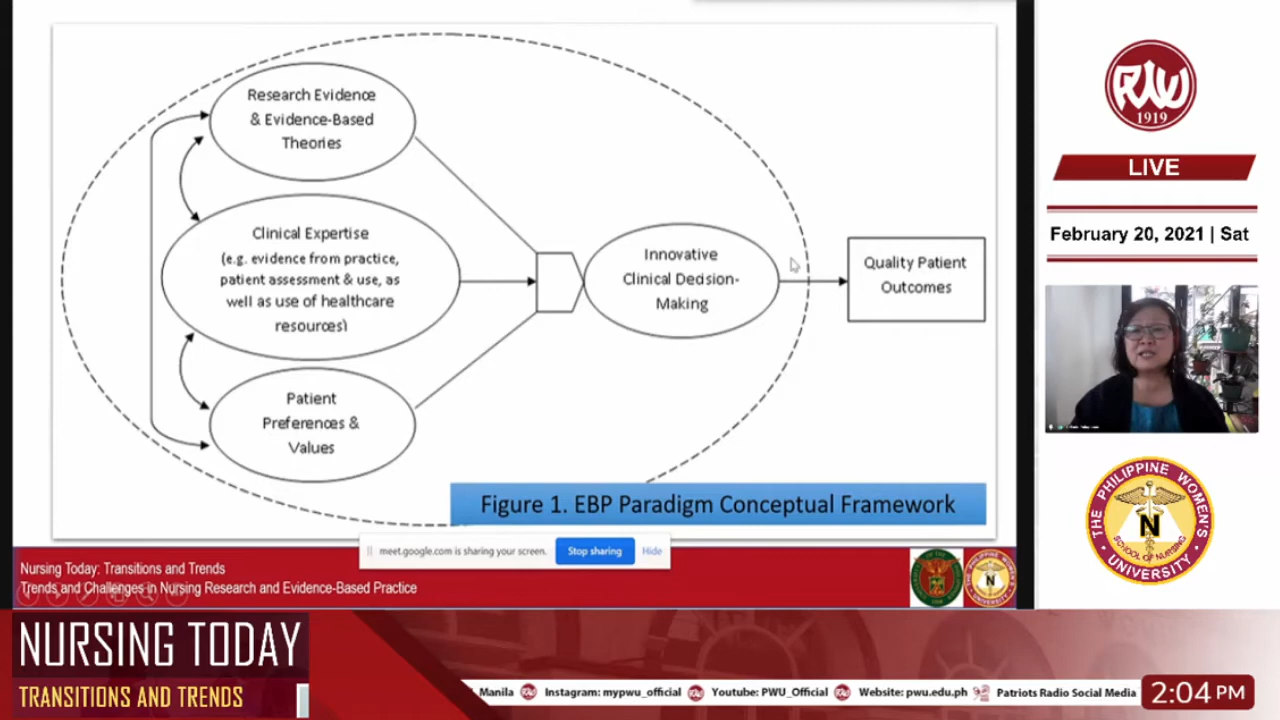 Research Evidence
& Evidence-Based
Theories
Clinical Expertise
(e.g. evidence from practice,
patient assessment & use, as
well as use of healthcare
resources)
Patient
Preferences &
Values
Innovative
Clinical Decision-
Making
Quality Patient
Outcomes
Figure 1. EBP Paradigm Conceptual Framework
meet.google.com is sharing your screen.
Stop sharing
Hide
Nursing Today: Transitions and Trends
Trends and Challenges in Nursing Research and Evidence-Based Practice
PWU
1919
LIVE
February 20, 2021 | Sat
THE PHILIPPINE WOMEN'S
UNIVERSITY
SCHOOL OF NURSING
N
NURSING TODAY
TRANSITIONS AND TRENDS
Manila
Instagram: mypwu_official
Youtube: PWU_Official
Website: pwu.edu.ph
Patriots Radio Social Media
2:04 PM